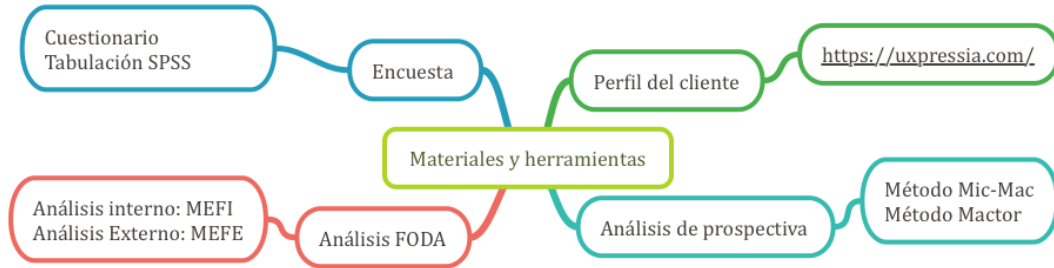 Cuestionario
Tabulación SPSS
Encuesta
Perfil del cliente
https://uxpressia.com/
Materiales y herramientas
Análisis interno: MEFI
Análisis Externo: MEFE
Análisis FODA
Análisis de prospectiva
Método Mic-Mac
Método Mactor